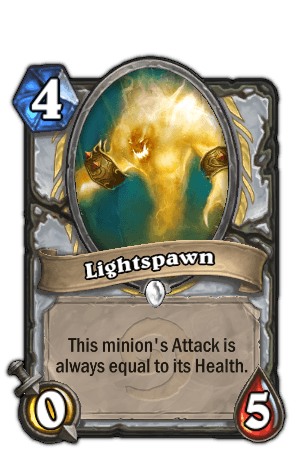 4
Lightspawn
This minion's Attack is
always equal to its Health.
0 5